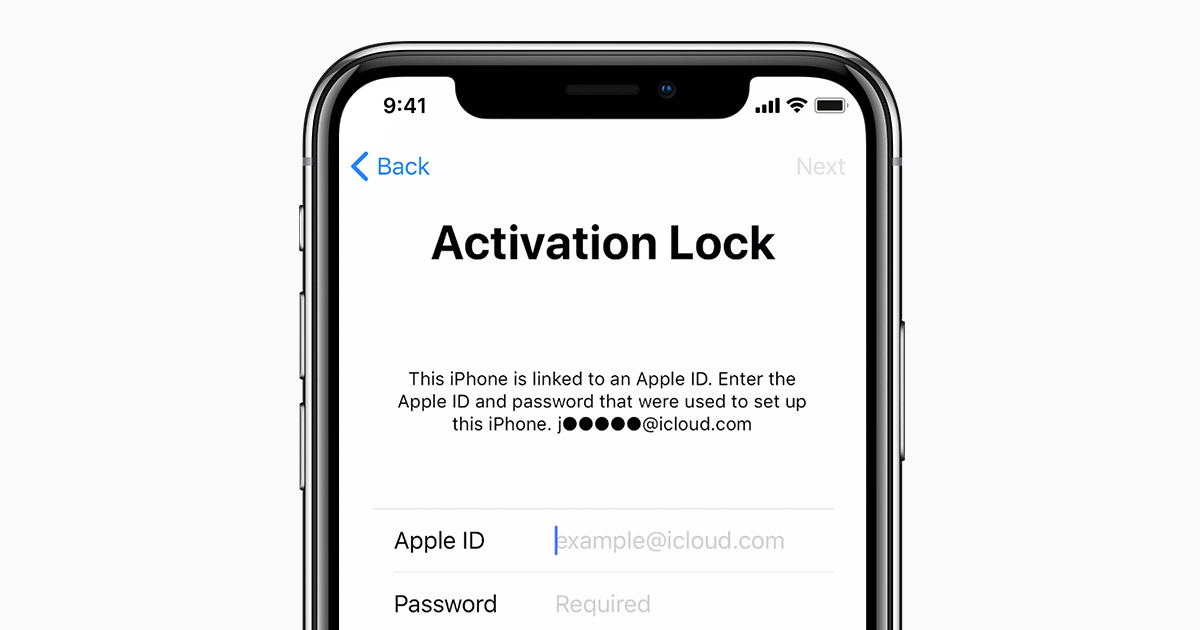 9:41
Back
Next
Activation Lock
This iPhone is linked to an Apple ID. Enter the
Apple ID and password that were used to set up
this iPhone. j●●●●●@icloud.com
Apple ID
example@icloud.com
Password
Required